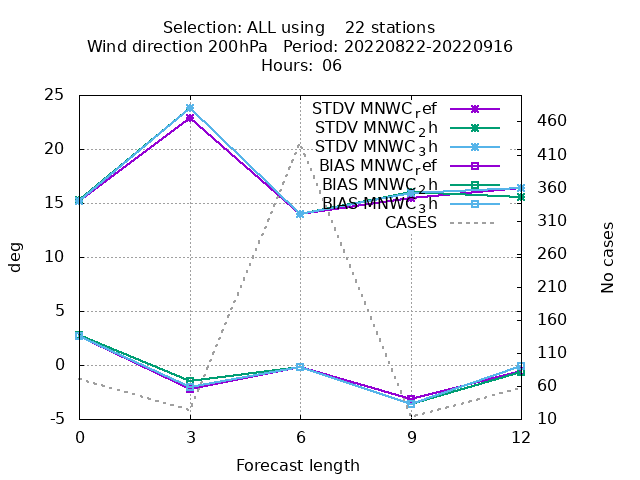 Selection: ALL using 22 stations
Wind direction 200hPa Period: 20220822-20220916
Hours: 06
25
20
15
10
5
0
-5
deg
STDV MNWC_ref
STDV MNWC_2h
STDV MNWC_3h
BIAS MNWC_ref
BIAS MNWC_2h
BIAS MNWC_3h
CASES
460
410
360
310
260
210
160
110
60
10
No cases
0 3 6 9 12
Forecast length